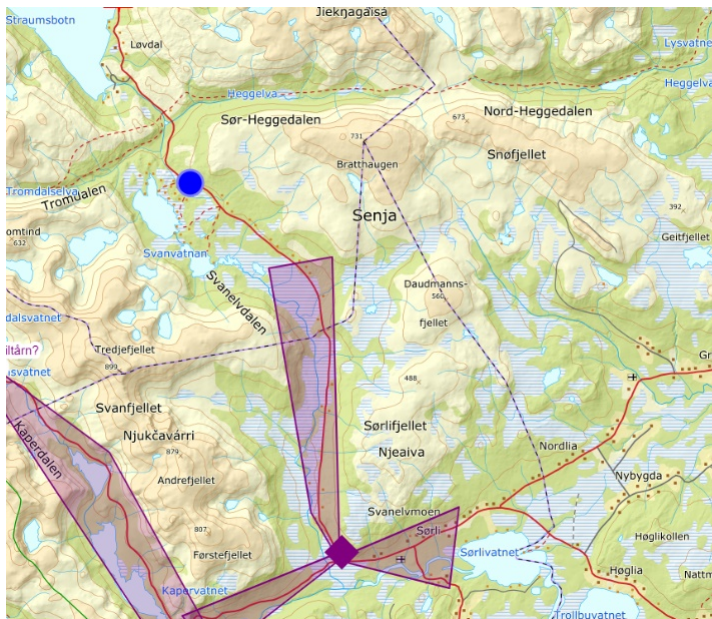 Jiekŋagáisá
Straumsbotn
Løvdal
Lysvatnet
Heggelva
Heggelva
Sør-Heggedalen
Nord-Heggedalen
673
731
Bratthaugen
Snøfjellet
Tromdalselva
Tromdalen
Senja
392
omtind
632
Geitfjellet
Svanvatnan
Svanelvdalen
Daudmanns-
560
fjellet
dalsvatnet
iltårn?
Tredjefjellet
899
Gr
svatnet
488
Svanfjellet
Njukčavárri
Sørlifjellet
Njeaiva
Kaperdalen
879
Nordlia
Andrefjellet
Nybygda
Svanelvmoen
807
Sørli
Høglikollen
Førstefjellet
Sørlivatnet
Høglia
Nattm
Kapervatnet
Trollbuvatnet